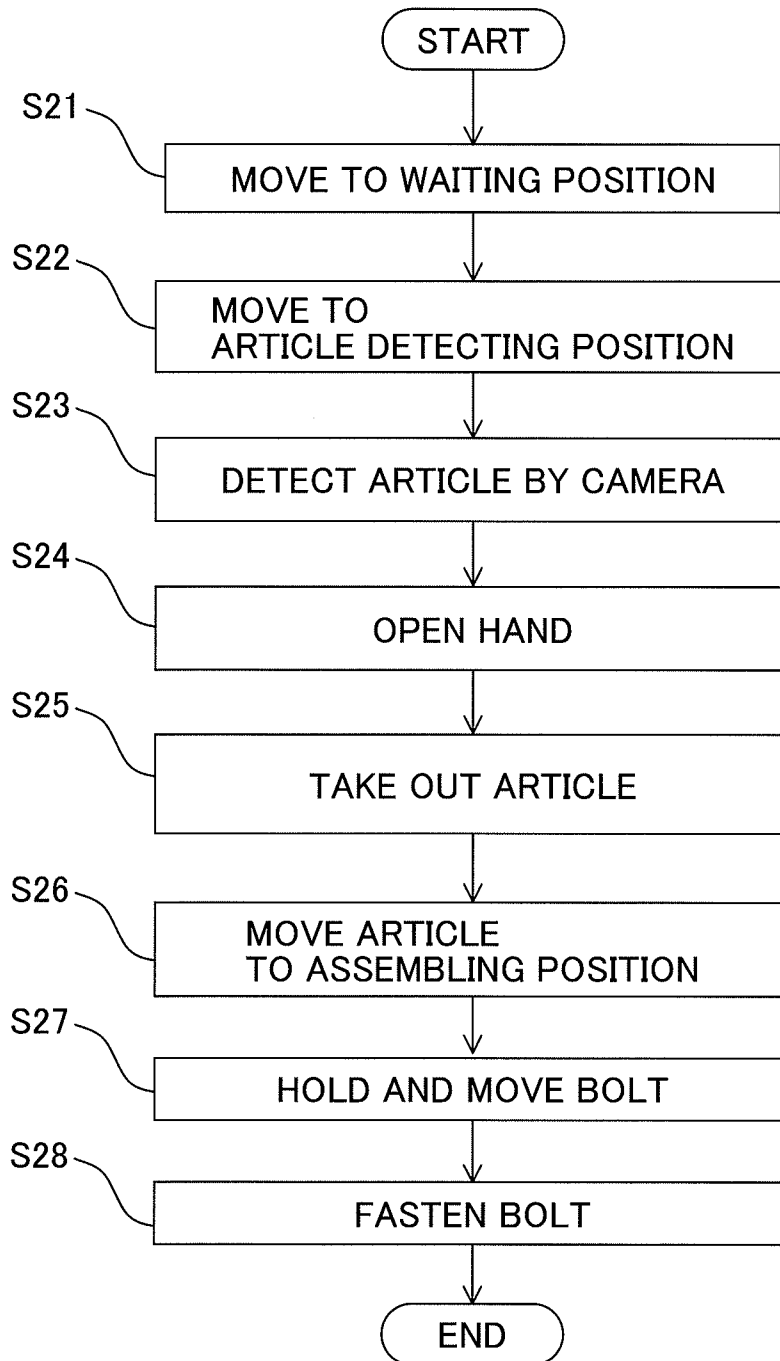 START
S21
MOVE TO WAITING POSITION
S22
MOVE TO
ARTICLE DETECTING POSITION
S23
DETECT ARTICLE BY CAMERA
S24
OPEN HAND
S25
TAKE OUT ARTICLE
S26
MOVE ARTICLE
TO ASSEMBLING POSITION
S27
HOLD AND MOVE BOLT
S28
FASTEN BOLT
END